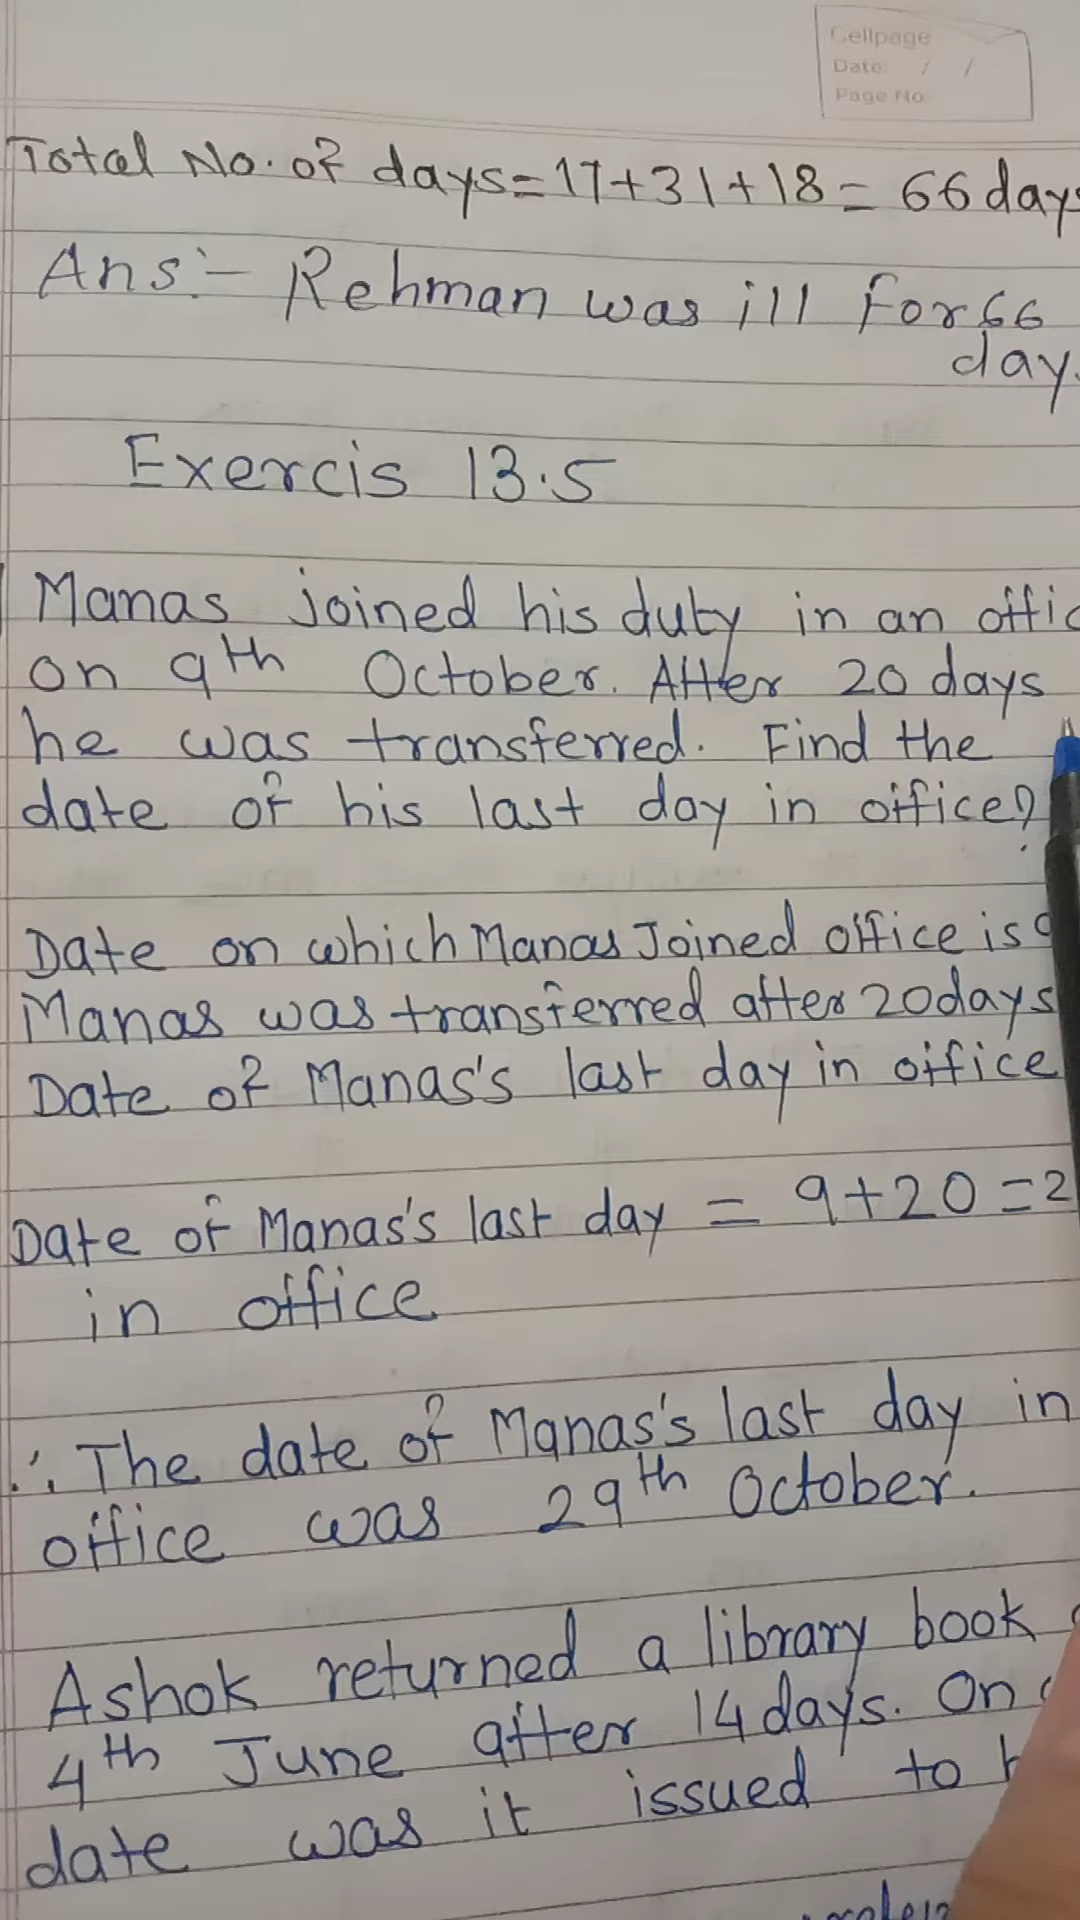 Cellpage
Date: / /
Page No
Total No. of days=17+31+18= 66 days
Ans:- Rehman was ill for 66
day.
Exercis 13.5
Manas joined his duty in an offic
on 9th October. After 20 days
he was transferred. Find the
date of his last day in office?
Date on which Manas Joined office is 9
Manas was transferred after 20 days
Date of Manas's last day in office
Date of Manas's last day = 9+20=2
in office
∴ The date of Manas's last day in
office was 29th October.
Ashok returned a library book
4th June after 14 days. On
date was it issued to h